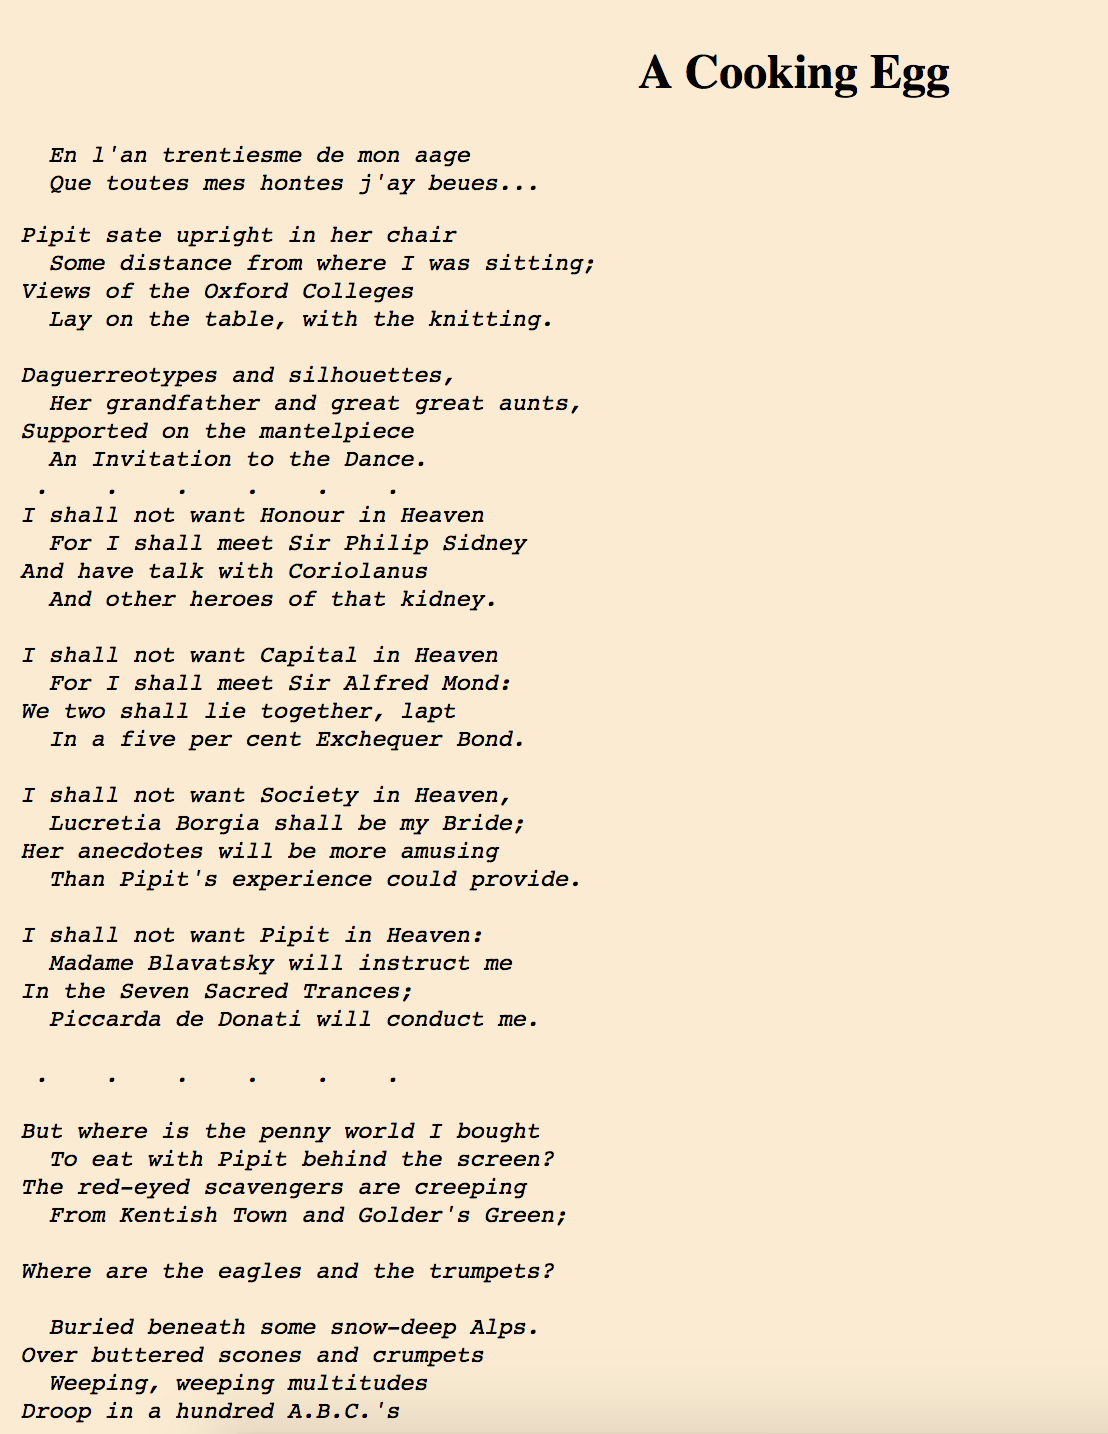 A Cooking Egg
En l'an trentiesme de mon aage
Que toutes mes hontes j'ay beues...
Pipit sate upright in her chair
Some distance from where I was sitting;
Views of the Oxford Colleges
Lay on the table, with the knitting.
Daguerreotypes and silhouettes,
Her grandfather and great great aunts,
Supported on the mantelpiece
An Invitation to the Dance.
. . . . . .
I shall not want Honour in Heaven
For I shall meet Sir Philip Sidney
And have talk with Coriolanus
And other heroes of that kidney.
I shall not want Capital in Heaven
For I shall meet Sir Alfred Mond:
We two shall lie together, lapt
In a five per cent Exchequer Bond.
I shall not want Society in Heaven,
Lucretia Borgia shall be my Bride;
Her anecdotes will be more amusing
Than Pipit's experience could provide.
I shall not want Pipit in Heaven:
Madame Blavatsky will instruct me
In the Seven Sacred Trances;
Piccarda de Donati will conduct me.
. . . . . .
But where is the penny world I bought
To eat with Pipit behind the screen?
The red-eyed scavengers are creeping
From Kentish Town and Golder's Green;
Where are the eagles and the trumpets?
Buried beneath some snow-deep Alps.
Over buttered scones and crumpets
Weeping, weeping multitudes
Droop in a hundred A.B.C.'s